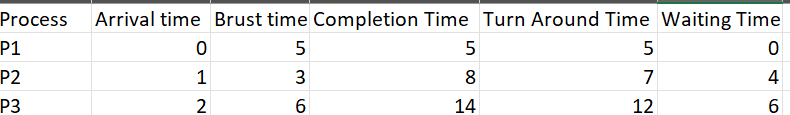 Process Arrival time Brust time Completion Time Turn Around Time Waiting Time
P1 0 5 5 5 0
P2 1 3 8 7 4
P3 2 6 14 12 6